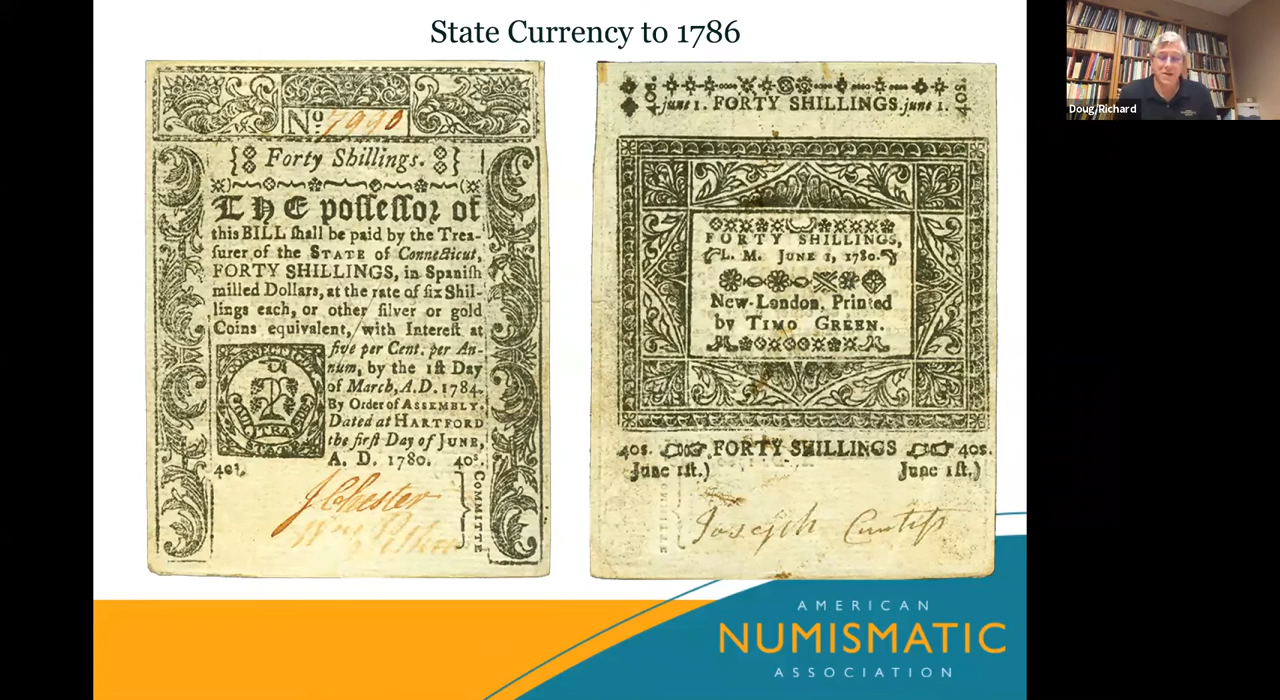 State Currency to 1786
No. 7990
Forty Shillings.
THE possessor of
this BILL shall be paid by the Trea-
surer of the STATE of Connecticut,
FORTY SHILLINGS, in Spanish
milled Dollars, at the rate of six Shil-
lings each, or other silver or gold
Coins equivalent, with Interest at
five per Cent. per An-
num, by the 1st Day
of March, A.D. 1784.
By Order of ASSEMBLY.
Dated at HARTFORD
the first Day of JUNE,
A. D. 1780.
40s. 40s.
JChester
COMMITTE
40s. 40s.
june 1. FORTY SHILLINGS. june 1.
FORTY SHILLINGS,
L. M. JUNE 1, 1780.
New-London, Printed
by TIMO GREEN.
40s. FORTY SHILLINGS 40s.
June 1st.) June 1st.)
Joseph
AMERICAN
NUMISMATIC
ASSOCIATION
Doug/Richard